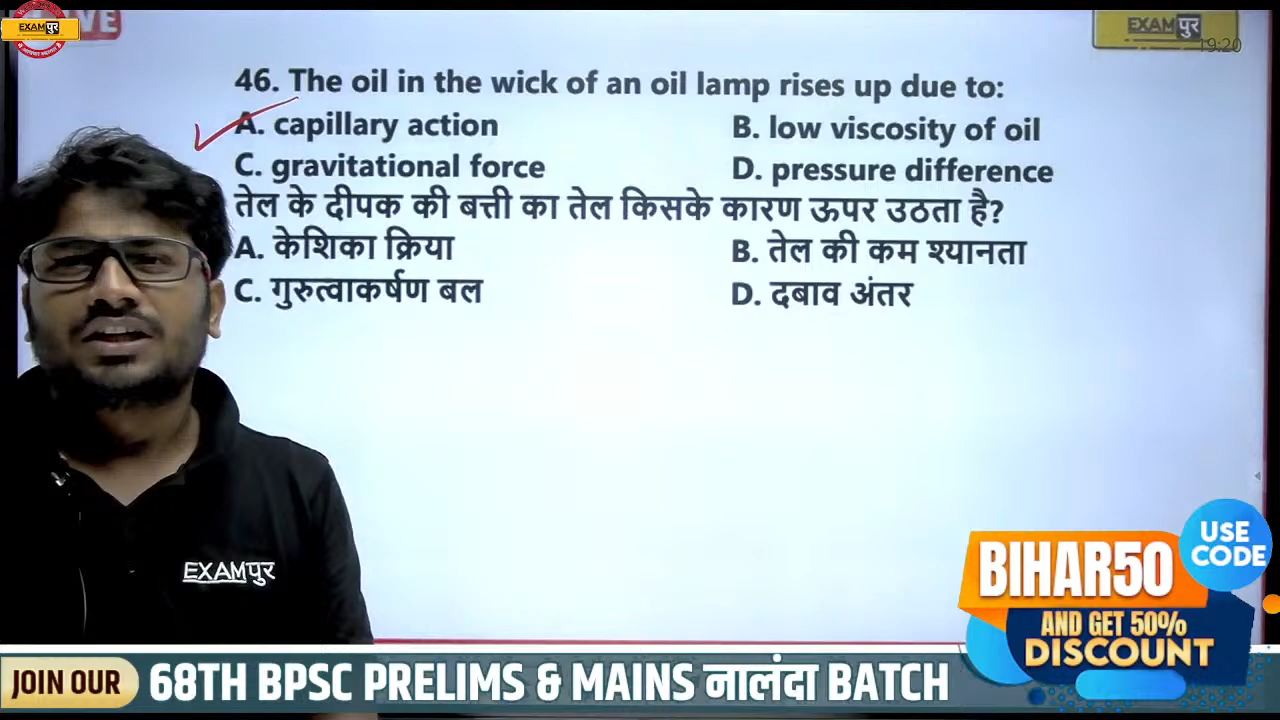 EXAMपुर
EXAMपुर
19:20
46. The oil in the wick of an oil lamp rises up due to:
A. capillary action B. low viscosity of oil
C. gravitational force D. pressure difference
तेल के दीपक की बत्ती का तेल किसके कारण ऊपर उठता है?
A. केशिका क्रिया B. तेल की कम श्यानता
C. गुरुत्वाकर्षण बल D. दबाव अंतर
EXAMपुर
USE
CODE
BIHAR50
AND GET 50%
DISCOUNT
JOIN OUR 68TH BPSC PRELIMS & MAINS नालंदा BATCH